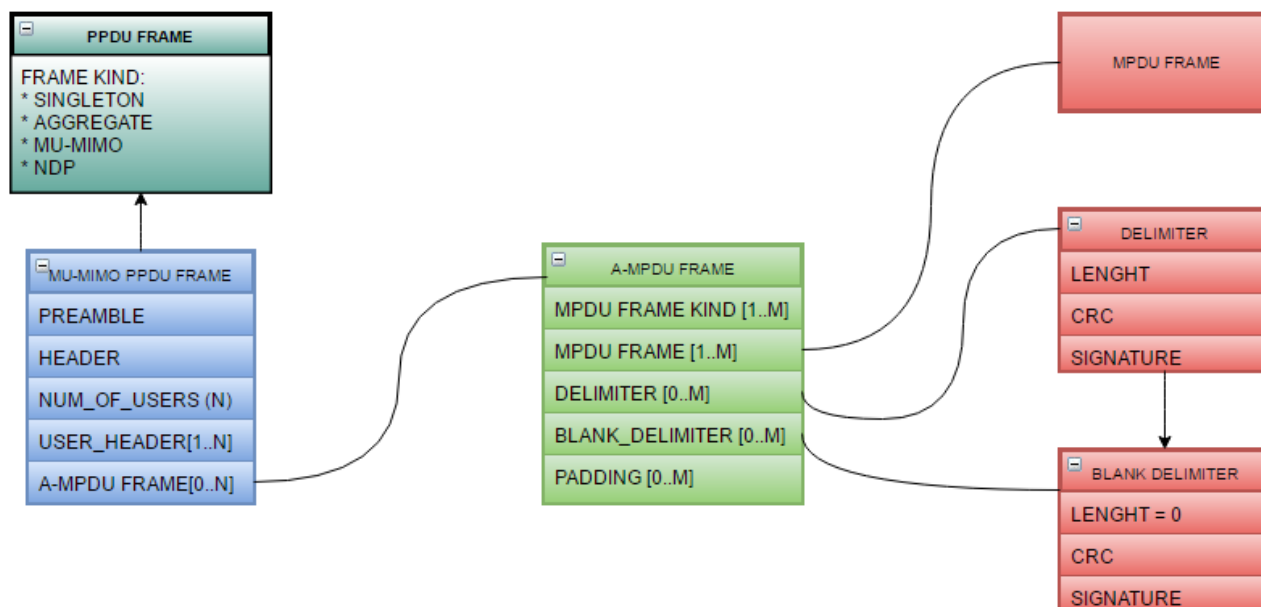 PPDU FRAME
FRAME KIND:
* SINGLETON
* AGGREGATE
* MU-MIMO
* NDP
MU-MIMO PPDU FRAME
PREAMBLE
HEADER
NUM_OF_USERS (N)
USER_HEADER[1..N]
A-MPDU FRAME[0..N]
A-MPDU FRAME
MPDU FRAME KIND [1..M]
MPDU FRAME [1..M]
DELIMITER [0..M]
BLANK_DELIMITER [0..M]
PADDING [0..M]
MPDU FRAME
DELIMITER
LENGHT
CRC
SIGNATURE
BLANK DELIMITER
LENGHT = 0
CRC
SIGNATURE